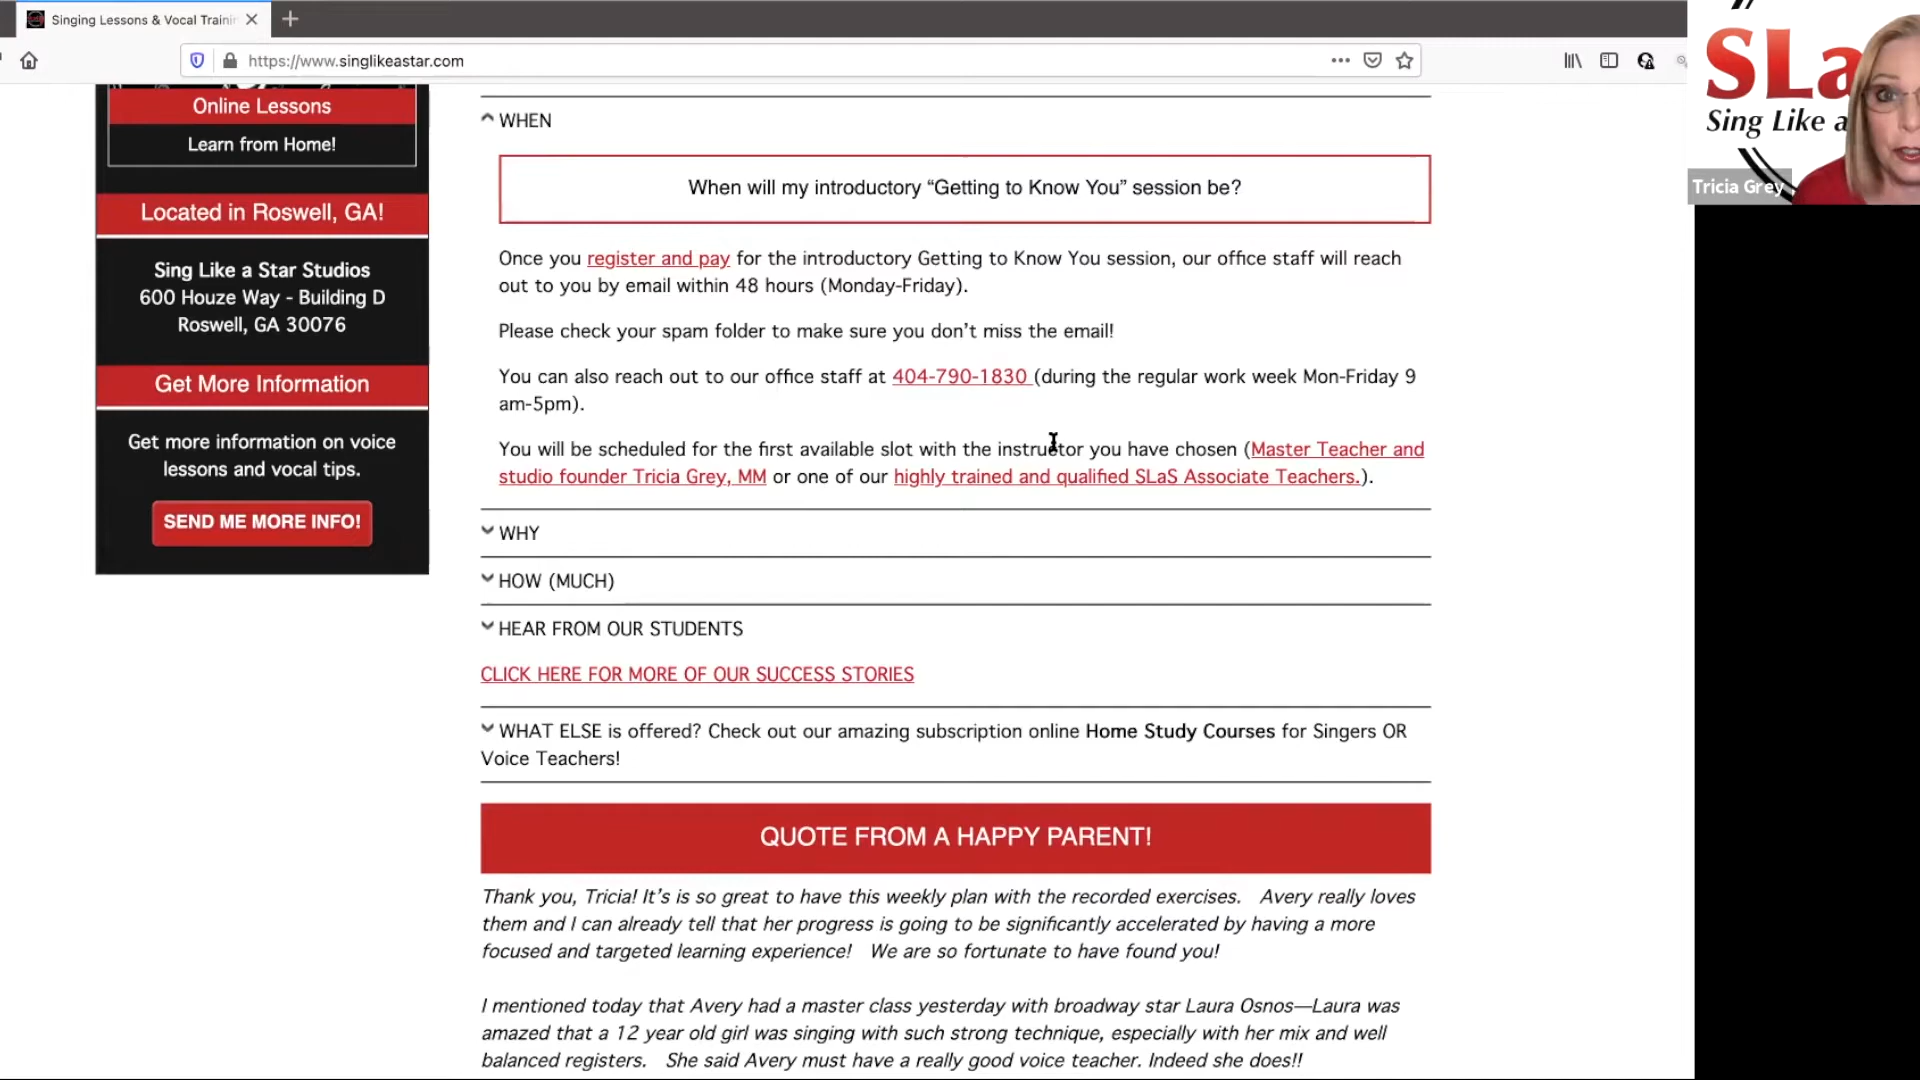 Singing Lessons & Vocal Trainin
https://www.singlikeastar.com
SLa
Sing Like a
Tricia Grey
Online Lessons
Learn from Home!
Located in Roswell, GA!
Sing Like a Star Studios
600 Houze Way - Building D
Roswell, GA 30076
Get More Information
Get more information on voice
lessons and vocal tips.
SEND ME MORE INFO!
WHEN
When will my introductory “Getting to Know You” session be?
Once you register and pay for the introductory Getting to Know You session, our office staff will reach
out to you by email within 48 hours (Monday-Friday).
Please check your spam folder to make sure you don’t miss the email!
You can also reach out to our office staff at 404-790-1830 (during the regular work week Mon-Friday 9
am-5pm).
You will be scheduled for the first available slot with the instructor you have chosen (Master Teacher and
studio founder Tricia Grey, MM or one of our highly trained and qualified SLaS Associate Teachers.).
WHY
HOW (MUCH)
HEAR FROM OUR STUDENTS
CLICK HERE FOR MORE OF OUR SUCCESS STORIES
WHAT ELSE is offered? Check out our amazing subscription online Home Study Courses for Singers OR
Voice Teachers!
QUOTE FROM A HAPPY PARENT!
Thank you, Tricia! It’s is so great to have this weekly plan with the recorded exercises. Avery really loves
them and I can already tell that her progress is going to be significantly accelerated by having a more
focused and targeted learning experience! We are so fortunate to have found you!
I mentioned today that Avery had a master class yesterday with broadway star Laura Osnos—Laura was
amazed that a 12 year old girl was singing with such strong technique, especially with her mix and well
balanced registers. She said Avery must have a really good voice teacher. Indeed she does!!